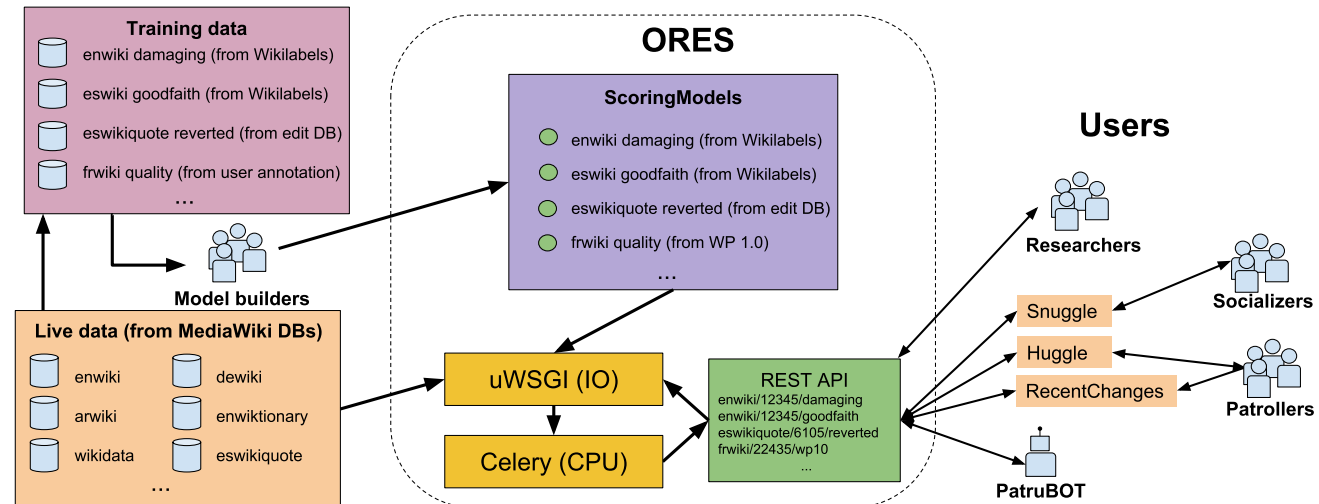 Training data
enwiki damaging (from Wikilabels)
eswiki goodfaith (from Wikilabels)
eswikiquote reverted (from edit DB)
frwiki quality (from user annotation)
...
Model builders
Live data (from MediaWiki DBs)
enwiki
dewiki
arwiki
enwiktionary
wikidata
eswikiquote
...
ORES
ScoringModels
enwiki damaging (from Wikilabels)
eswiki goodfaith (from Wikilabels)
eswikiquote reverted (from edit DB)
frwiki quality (from WP 1.0)
...
uWSGI (IO)
Celery (CPU)
REST API
enwiki/12345/damaging
enwiki/12345/goodfaith
eswikiquote/6105/reverted
frwiki/22435/wp10
...
Users
Researchers
Socializers
Snuggle
Huggle
RecentChanges
Patrollers
PatruBOT